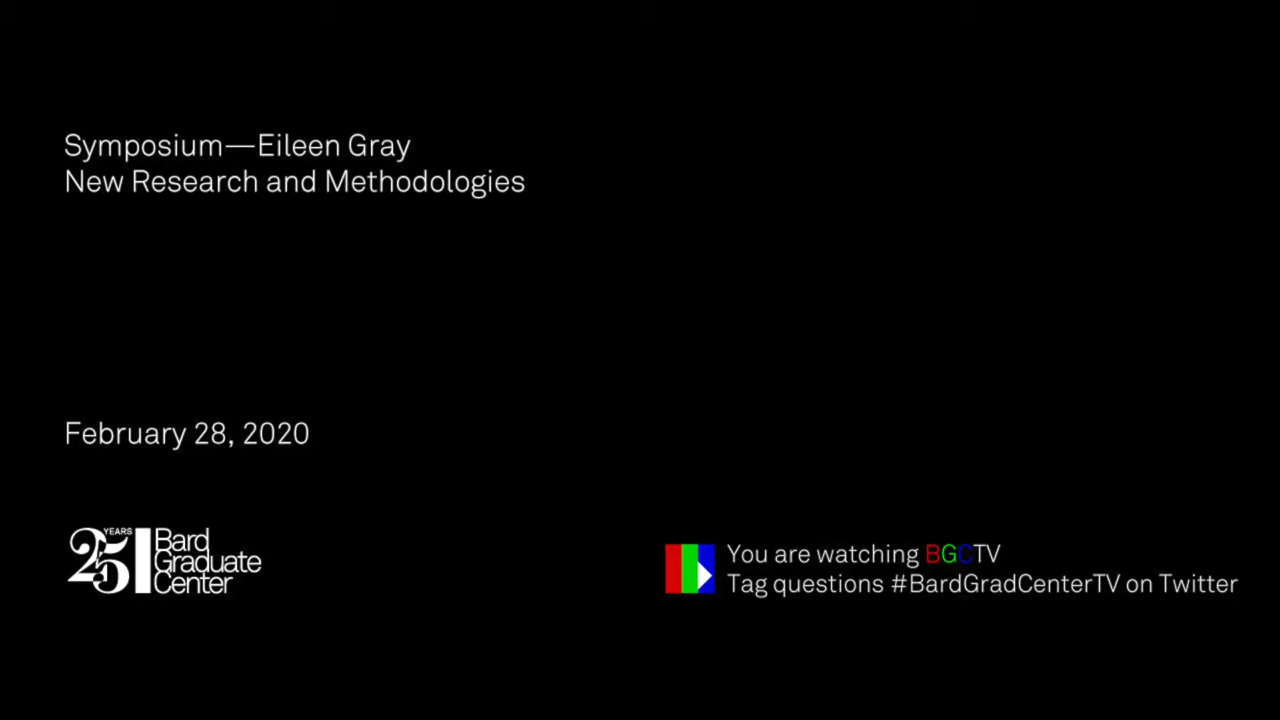 Symposium—Eileen Gray
New Research and Methodologies
February 28, 2020
25 YEARS
Bard
Graduate
Center
You are watching BGCTV
Tag questions #BardGradCenterTV on Twitter